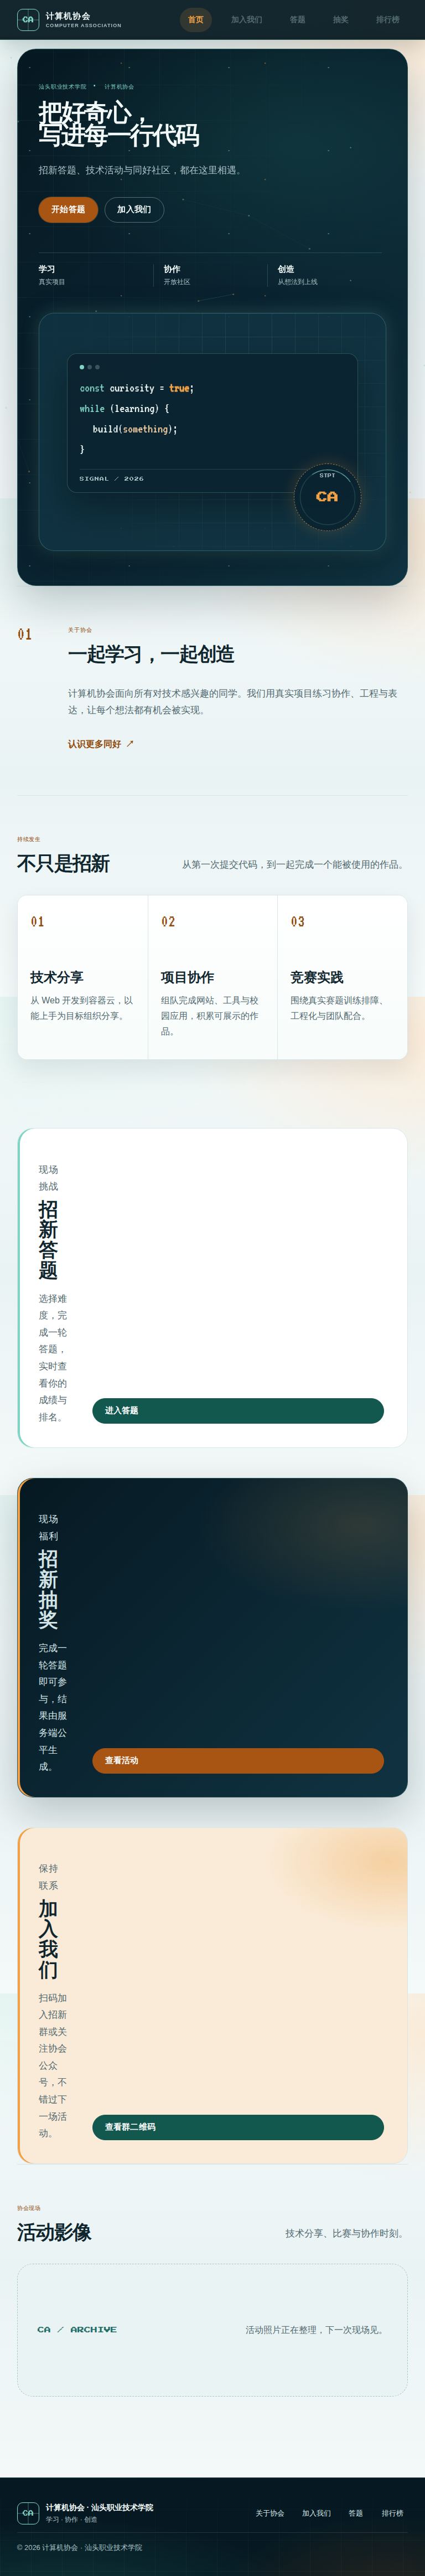 CA
计算机协会
COMPUTER ASSOCIATION
首页
加入我们
答题
抽奖
排行榜
汕头职业技术学院 • 计算机协会
把好奇心，
写进每一行代码
招新答题、技术活动与同好社区，都在这里相遇。
开始答题
加入我们
学习
真实项目
协作
开放社区
创造
从想法到上线
const curiosity = true;
while (learning) {
build(something);
}
SIGNAL / 2026
STPT
CA
01
关于协会
一起学习，一起创造
计算机协会面向所有对技术感兴趣的同学。我们用真实项目练习协作、工程与表
达，让每个想法都有机会被实现。
认识更多同好 ↗
持续发生
不只是招新
从第一次提交代码，到一起完成一个能被使用的作品。
01
技术分享
从 Web 开发到容器云，以
能上手为目标组织分享。
02
项目协作
组队完成网站、工具与校
园应用，积累可展示的作
品。
03
竞赛实践
围绕真实赛题训练排障、
工程化与团队配合。
现场
挑战
招
新
答
题
选择难
度，完
成一轮
答题，
实时查
看你的
成绩与
排名。
进入答题
现场
福利
招
新
抽
奖
完成一
轮答题
即可参
与，结
果由服
务端公
平生
成。
查看活动
保持
联系
加
入
我
们
扫码加
入招新
群或关
注协会
公众
号，不
错过下
一场活
动。
查看群二维码
协会现场
活动影像
技术分享、比赛与协作时刻。
CA / ARCHIVE
活动照片正在整理，下一次现场见。
CA
计算机协会 · 汕头职业技术学院
学习 · 协作 · 创造
关于协会
加入我们
答题
排行榜
© 2026 计算机协会 · 汕头职业技术学院